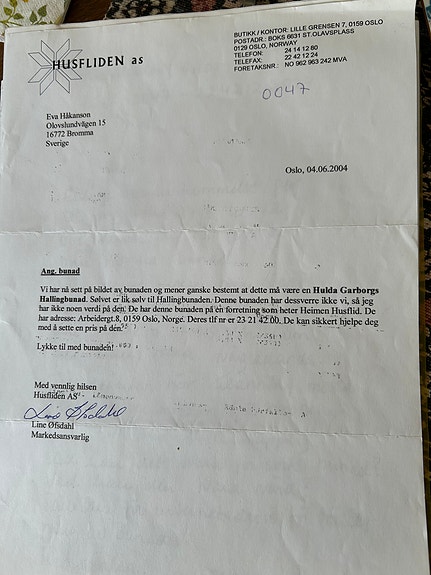 HUSFLIDEN as
BUTIKK / KONTOR: LILLE GRENSEN 7, 0159 OSLO
POSTADR.: BOKS 6631 ST.OLAVSPLASS
0129 OSLO, NORWAY
TELEFON: 24 14 12 80
TELEFAX: 22 42 12 24
FORETAKSNR.: NO 962 963 242 MVA
0047
Eva Håkanson
Olovslundvägen 15
16772 Bromma
Sverige
Oslo, 04.06.2004
Ang. bunad
Vi har nå sett på bildet av bunaden og mener ganske bestemt at dette må være en Hulda Garborgs
Hallingbunad. Sølvet er lik sølv til Hallingbunaden. Denne bunaden har dessverre ikke vi, så jeg
har ikke noen verdi på den. De har denne bunaden på en forretning som heter Heimen Husflid. De
har adresse: Arbeidergt.8, 0159 Oslo, Norge. Deres tlf nr er 23 21 42 00. De kan sikkert hjelpe deg
med å sette en pris på den.
Lykke til med bunaden!
Med vennlig hilsen
Husfliden AS
Line Øfsdahl
Line Øfsdahl
Markedsansvarlig